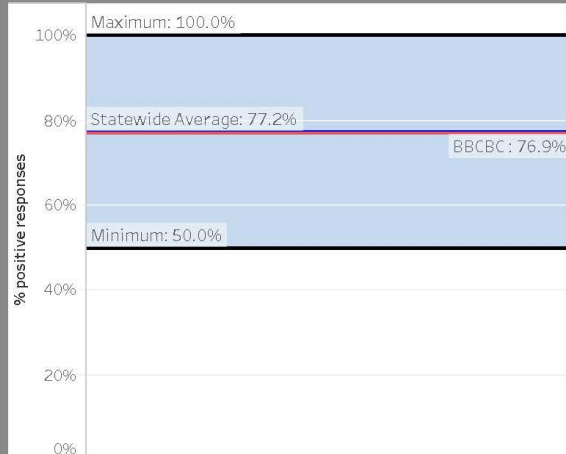 Maximum: 100.0%
100%
Statewide Average: 77.2%
80%
BBCBC : 76.9%
60%
Minimum: 50.0%
% positive responses
40%
20%
0%